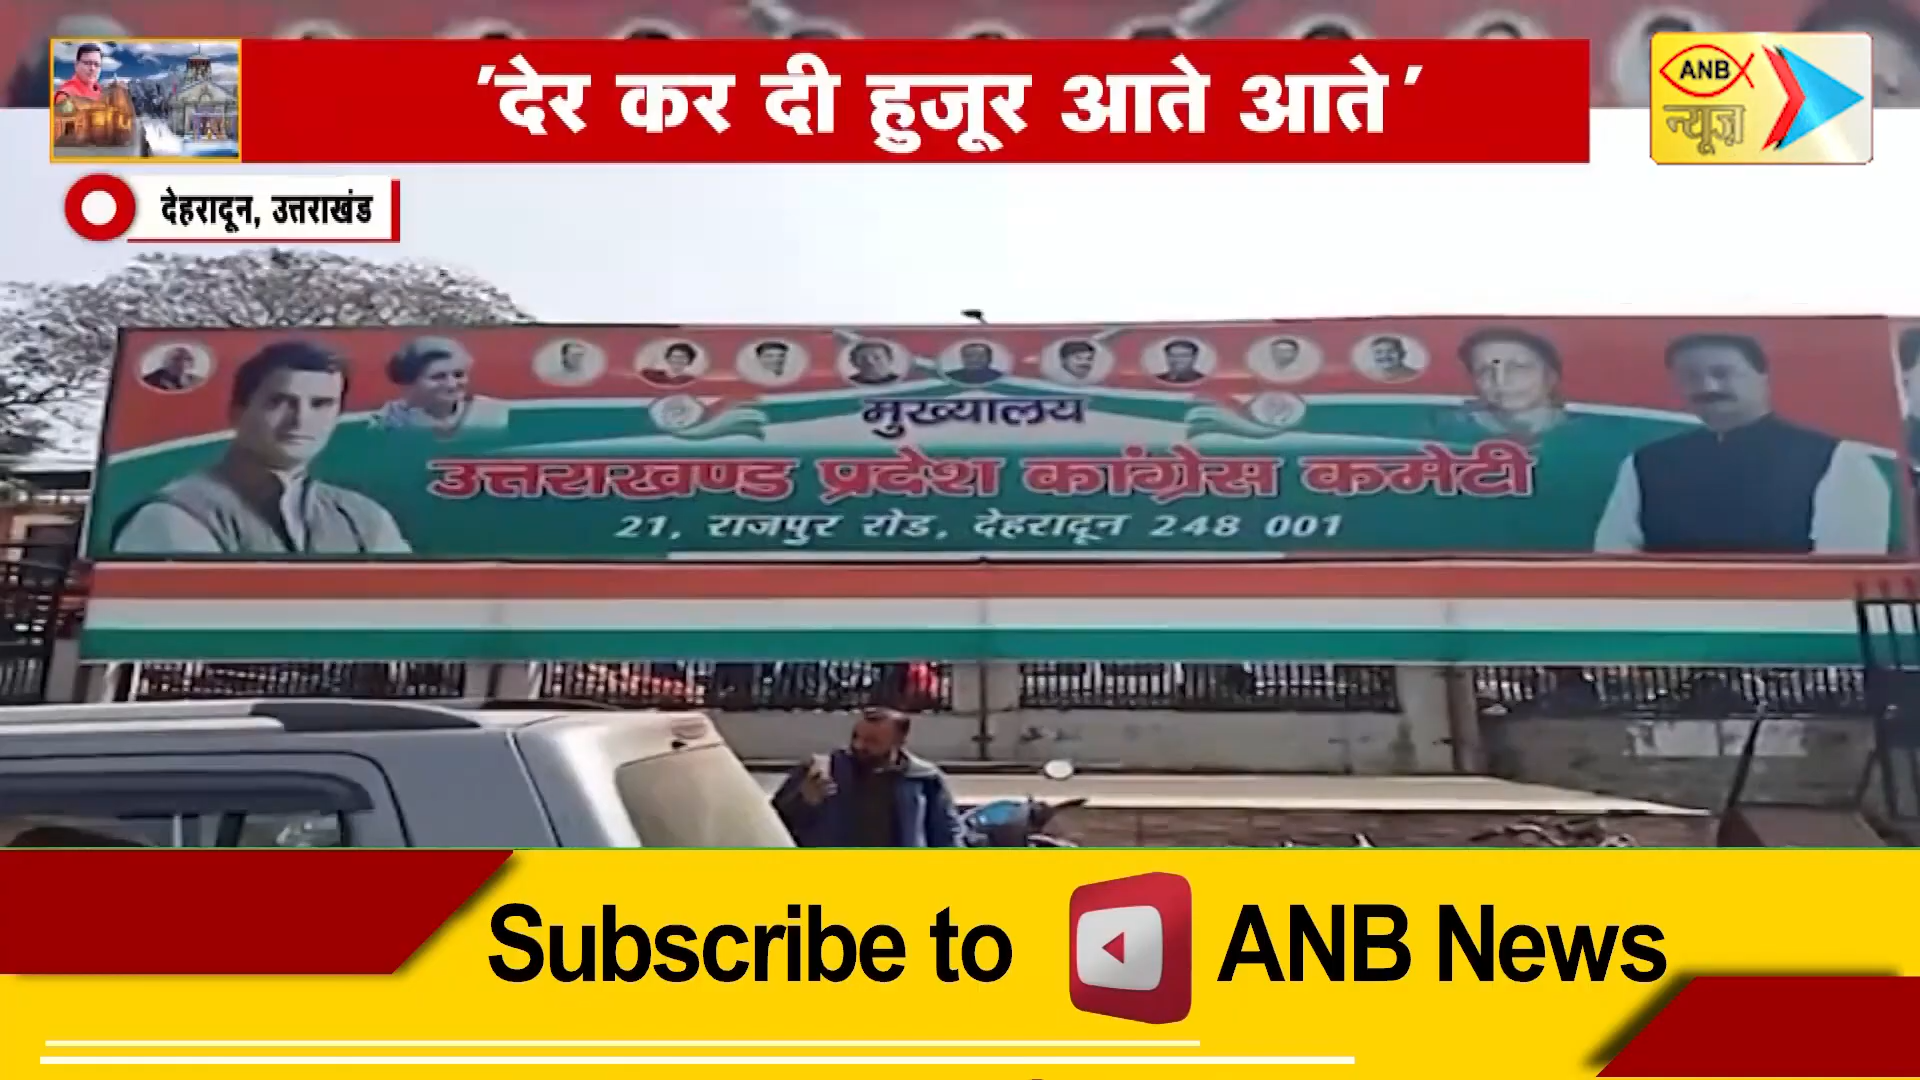 'देर कर दी हुजूर आते आते'
ANB
न्यूज़
देहरादून, उत्तराखंड
मुख्यालय
उत्तराखण्ड प्रदेश कांग्रेस कमेटी
21, राजपुर रोड, देहरादून 248 001
Subscribe to ANB News